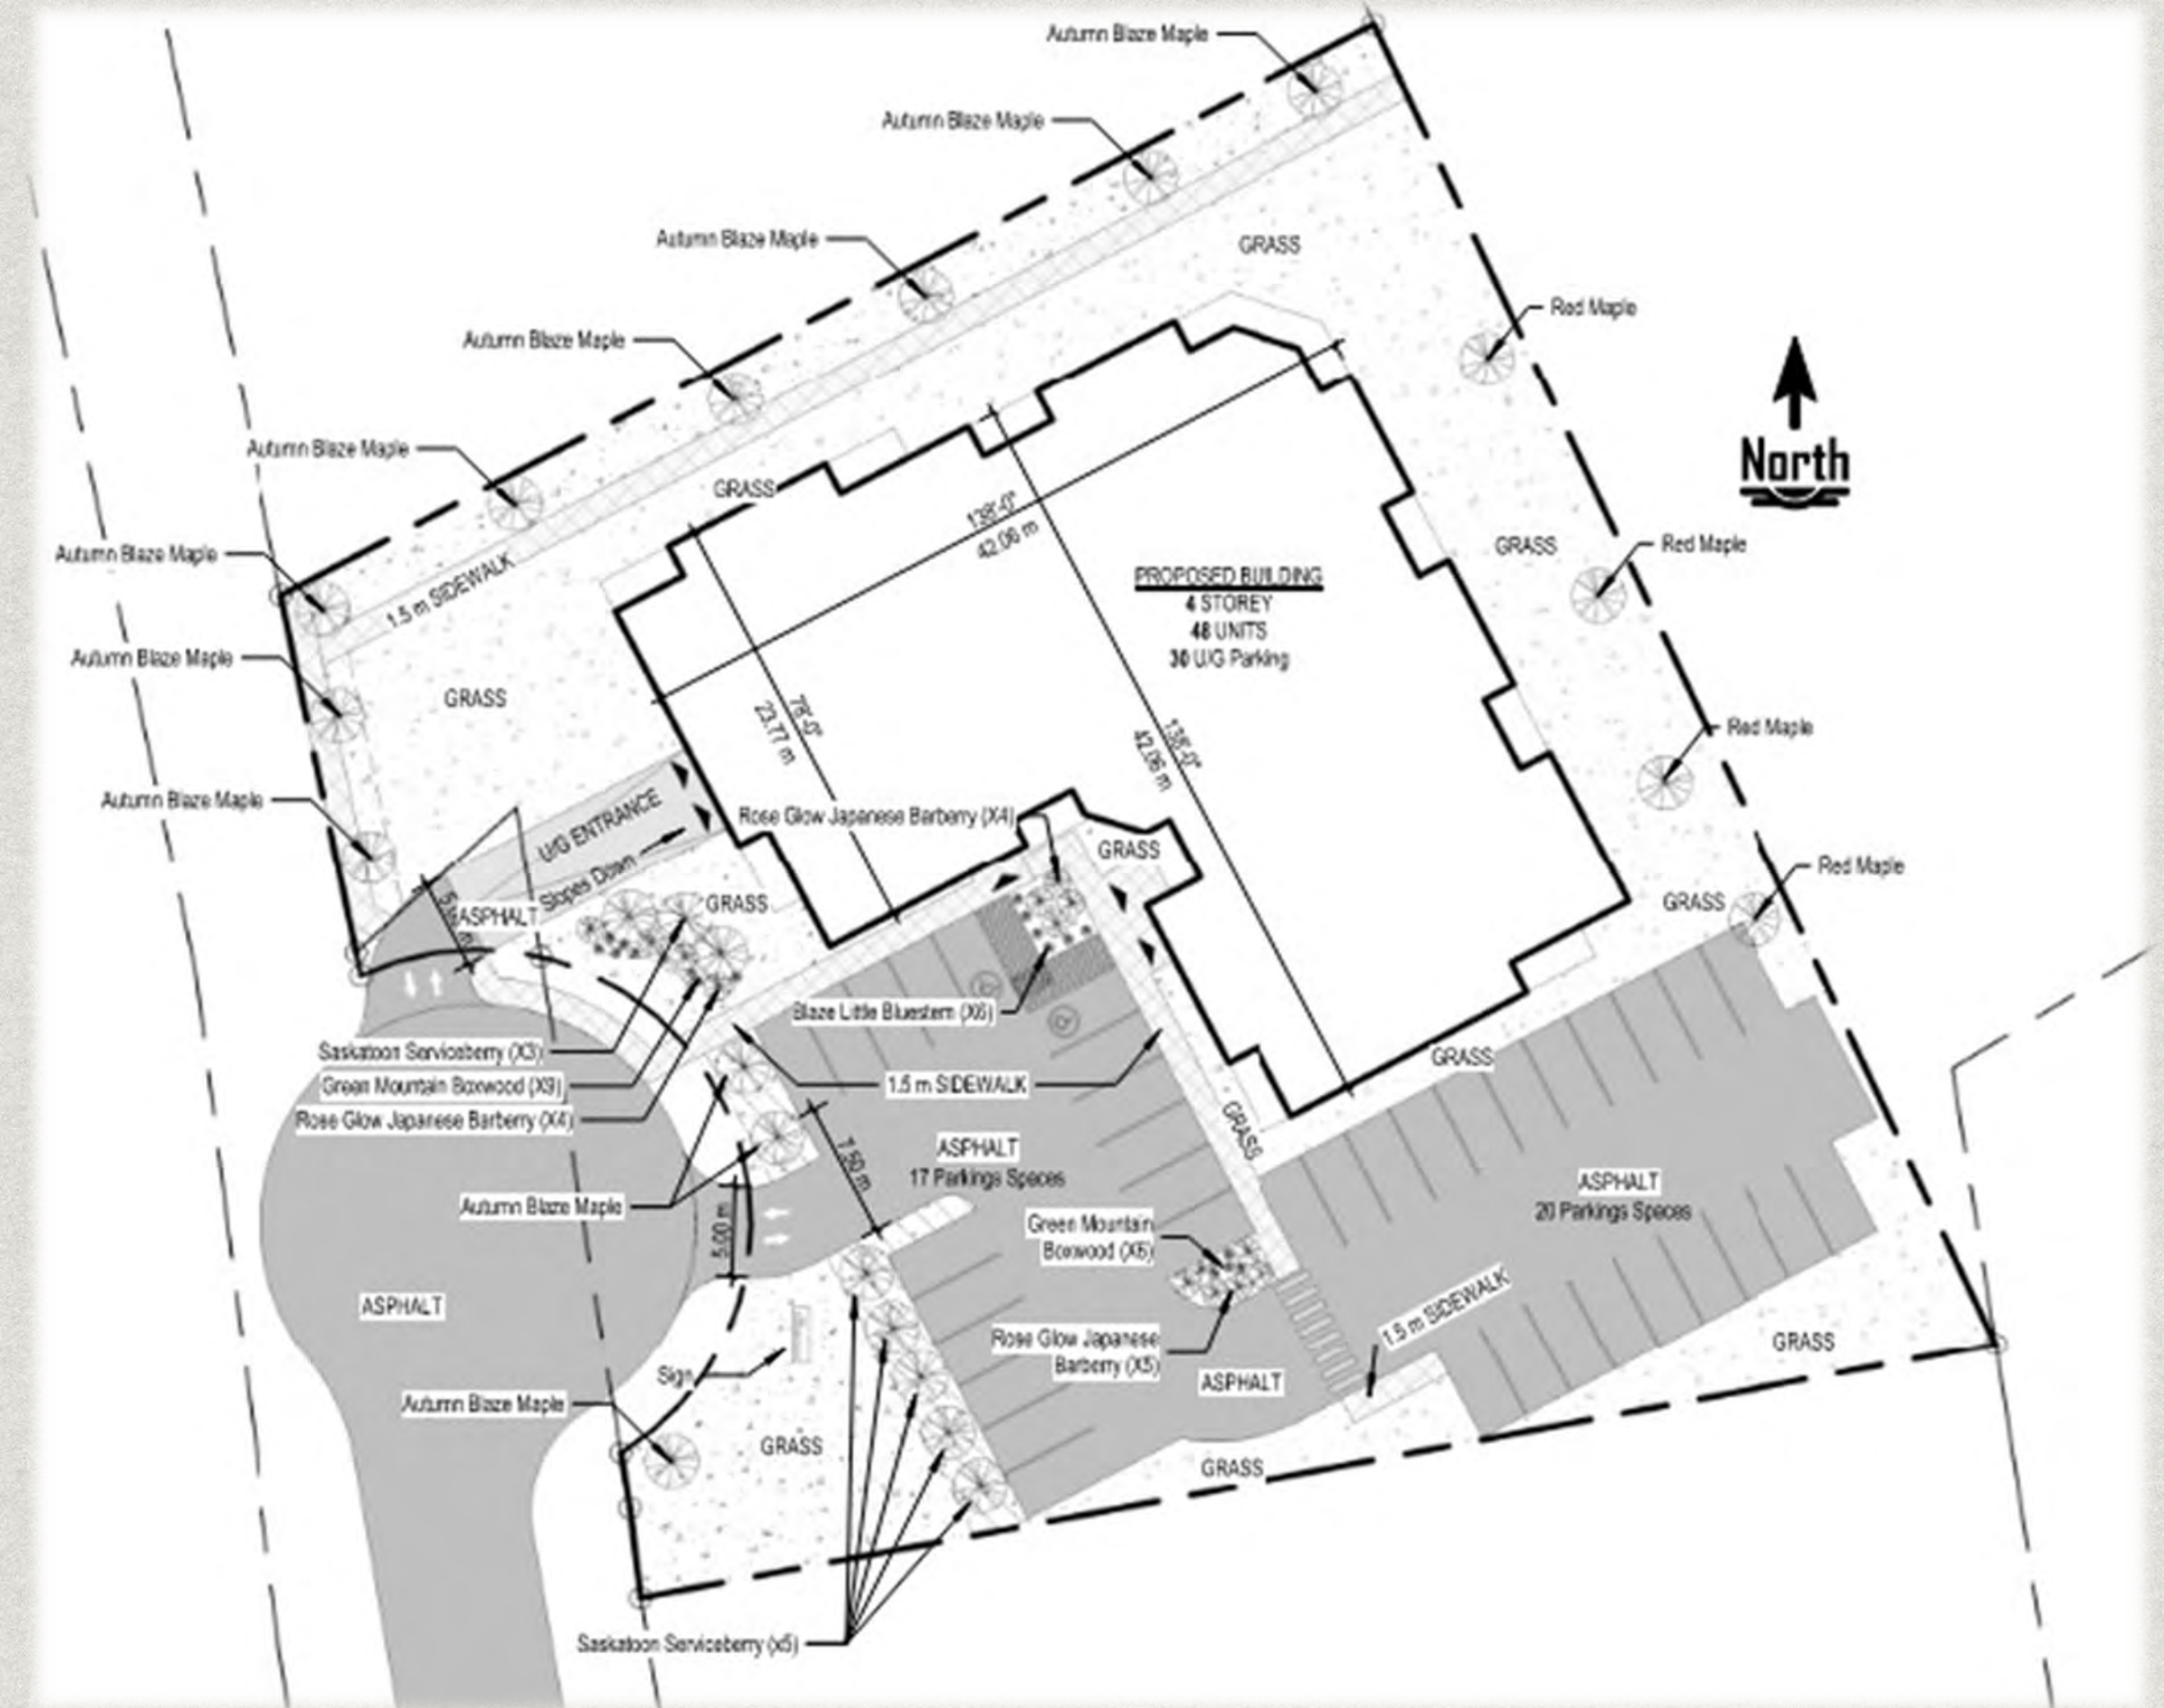 Autumn Blaze Maple
Autumn Blaze Maple
Autumn Blaze Maple
GRASS
Red Maple
Autumn Blaze Maple
North
Autumn Blaze Maple
GRASS
138'-0"
42.06 m
GRASS
Red Maple
Autumn Blaze Maple
1.5 m SIDEWALK
PROPOSED BUILDING
4 STOREY
48 UNITS
30 U/G Parking
Autumn Blaze Maple
GRASS
78'-0"
23.77 m
138'-0"
42.06 m
Red Maple
Autumn Blaze Maple
U/G ENTRANCE
Rose Glow Japanese Barberry (X4)
GRASS
Slopes Down
Red Maple
ASPHALT
GRASS
GRASS
Blaze Little Bluestem (X6)
Saskatoon Serviceberry (X3)
Green Mountain Boxwood (X9)
Rose Glow Japanese Barberry (X4)
1.5 m SIDEWALK
GRASS
GRASS
7.50 m
ASPHALT
17 Parkings Spaces
Autumn Blaze Maple
5.00 m
ASPHALT
20 Parkings Spaces
Green Mountain
Boxwood (X6)
ASPHALT
1.5 m SIDEWALK
Rose Glow Japanese
Barberry (X5)
ASPHALT
GRASS
Sign
Autumn Blaze Maple
GRASS
GRASS
Saskatoon Serviceberry (x5)